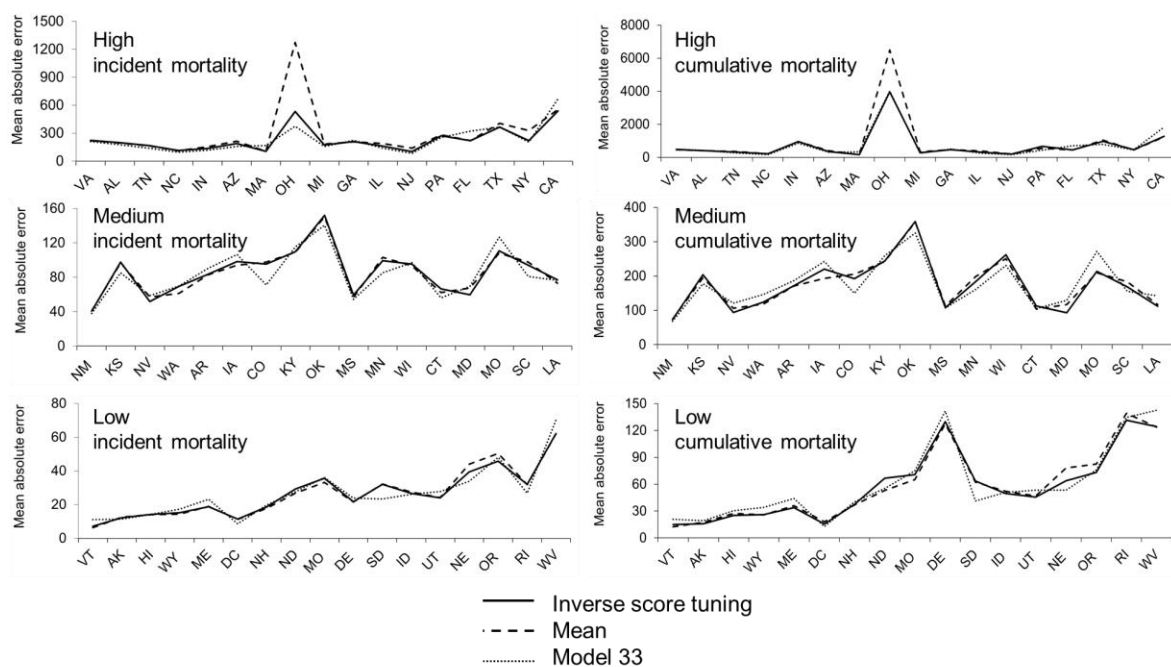 Mean absolute error
1500
1200
900
600
300
0
High
incident mortality
VA AL TN NC IN AZ MA OH MI GA IL NJ PA FL TX NY CA
Mean absolute error
8000
6000
4000
2000
0
High
cumulative mortality
VA AL TN NC IN AZ MA OH MI GA IL NJ PA FL TX NY CA
Mean absolute error
160
120
80
40
0
Medium
incident mortality
NM KS NV WA AR IA CO KY OK MS MN WI CT MD MO SC LA
Mean absolute error
400
300
200
100
0
Medium
cumulative mortality
NM KS NV WA AR IA CO KY OK MS MN WI CT MD MO SC LA
Mean absolute error
80
60
40
20
0
Low
incident mortality
VT AK HI WY ME DC NH ND MO DE SD ID UT NE OR RI WV
Mean absolute error
150
120
90
60
30
0
Low
cumulative mortality
VT AK HI WY ME DC NH ND MO DE SD ID UT NE OR RI WV
Inverse score tuning
Mean
Model 33